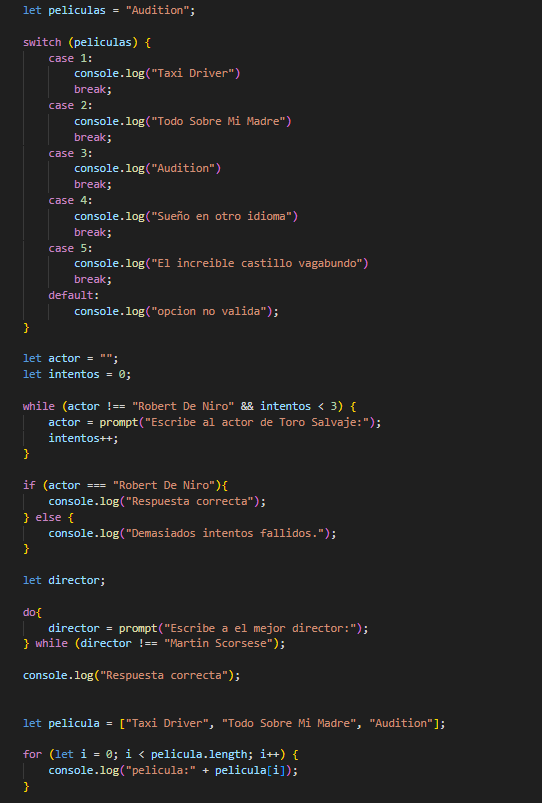 let peliculas = "Audition";
switch (peliculas) {
    case 1:
        console.log("Taxi Driver")
        break;
    case 2:
        console.log("Todo Sobre Mi Madre")
        break;
    case 3:
        console.log("Audition")
        break;
    case 4:
        console.log("Sueño en otro idioma")
        break;
    case 5:
        console.log("El increible castillo vagabundo")
        break;
    default:
        console.log("opcion no valida");
}
let actor = "";
let intentos = 0;
while (actor !== "Robert De Niro" && intentos < 3) {
    actor = prompt("Escribe al actor de Toro Salvaje:");
    intentos++;
}
if (actor === "Robert De Niro"){
    console.log("Respuesta correcta");
} else {
    console.log("Demasiados intentos fallidos.");
}
let director;
do{
    director = prompt("Escribe a el mejor director:");
} while (director !== "Martin Scorsese");
console.log("Respuesta correcta");
let pelicula = ["Taxi Driver", "Todo Sobre Mi Madre", "Audition"];
for (let i = 0; i < pelicula.length; i++) {
    console.log("pelicula:" + pelicula[i]);
}